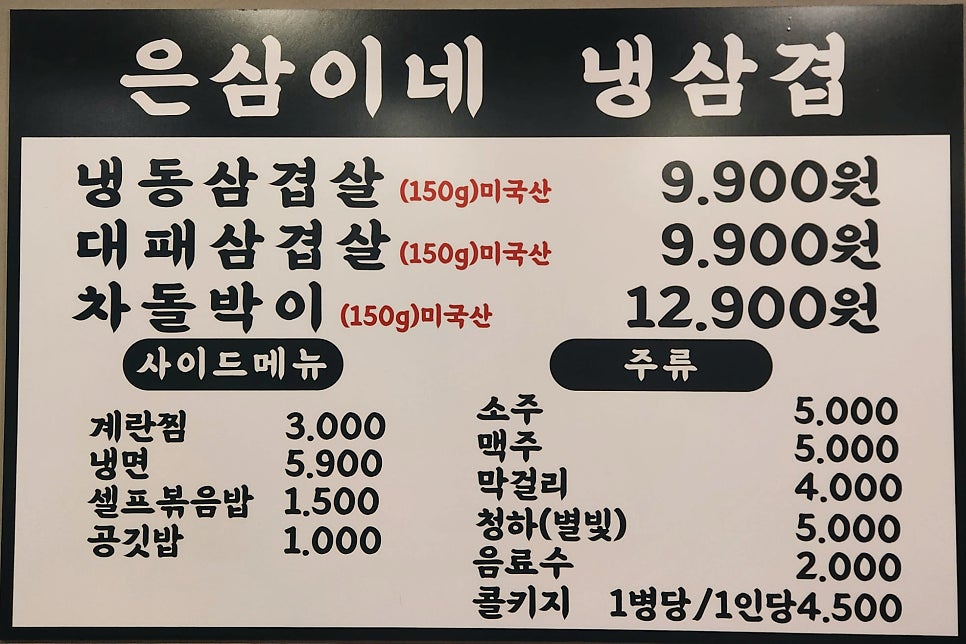 은삼이네 냉삼겹
냉동삼겹살 (150g)미국산 9.900원
대패삼겹살 (150g)미국산 9.900원
차돌박이 (150g)미국산 12.900원
사이드메뉴
계란찜 3.000
냉면 5.900
셀프볶음밥 1.500
공깃밥 1.000
주류
소주 5.000
맥주 5.000
막걸리 4.000
청하(별빛) 5.000
음료수 2.000
콜키지 1병당/1인당4.500